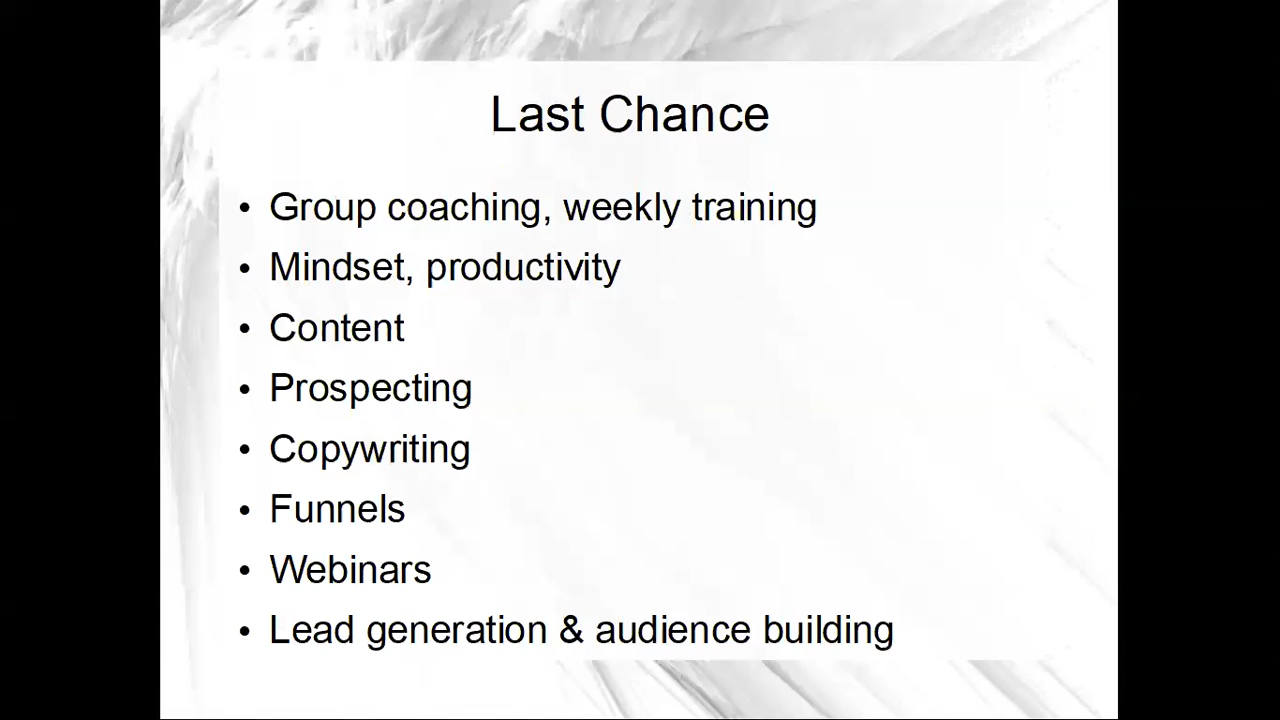 Last Chance
• Group coaching, weekly training
• Mindset, productivity
• Content
• Prospecting
• Copywriting
• Funnels
• Webinars
• Lead generation & audience building